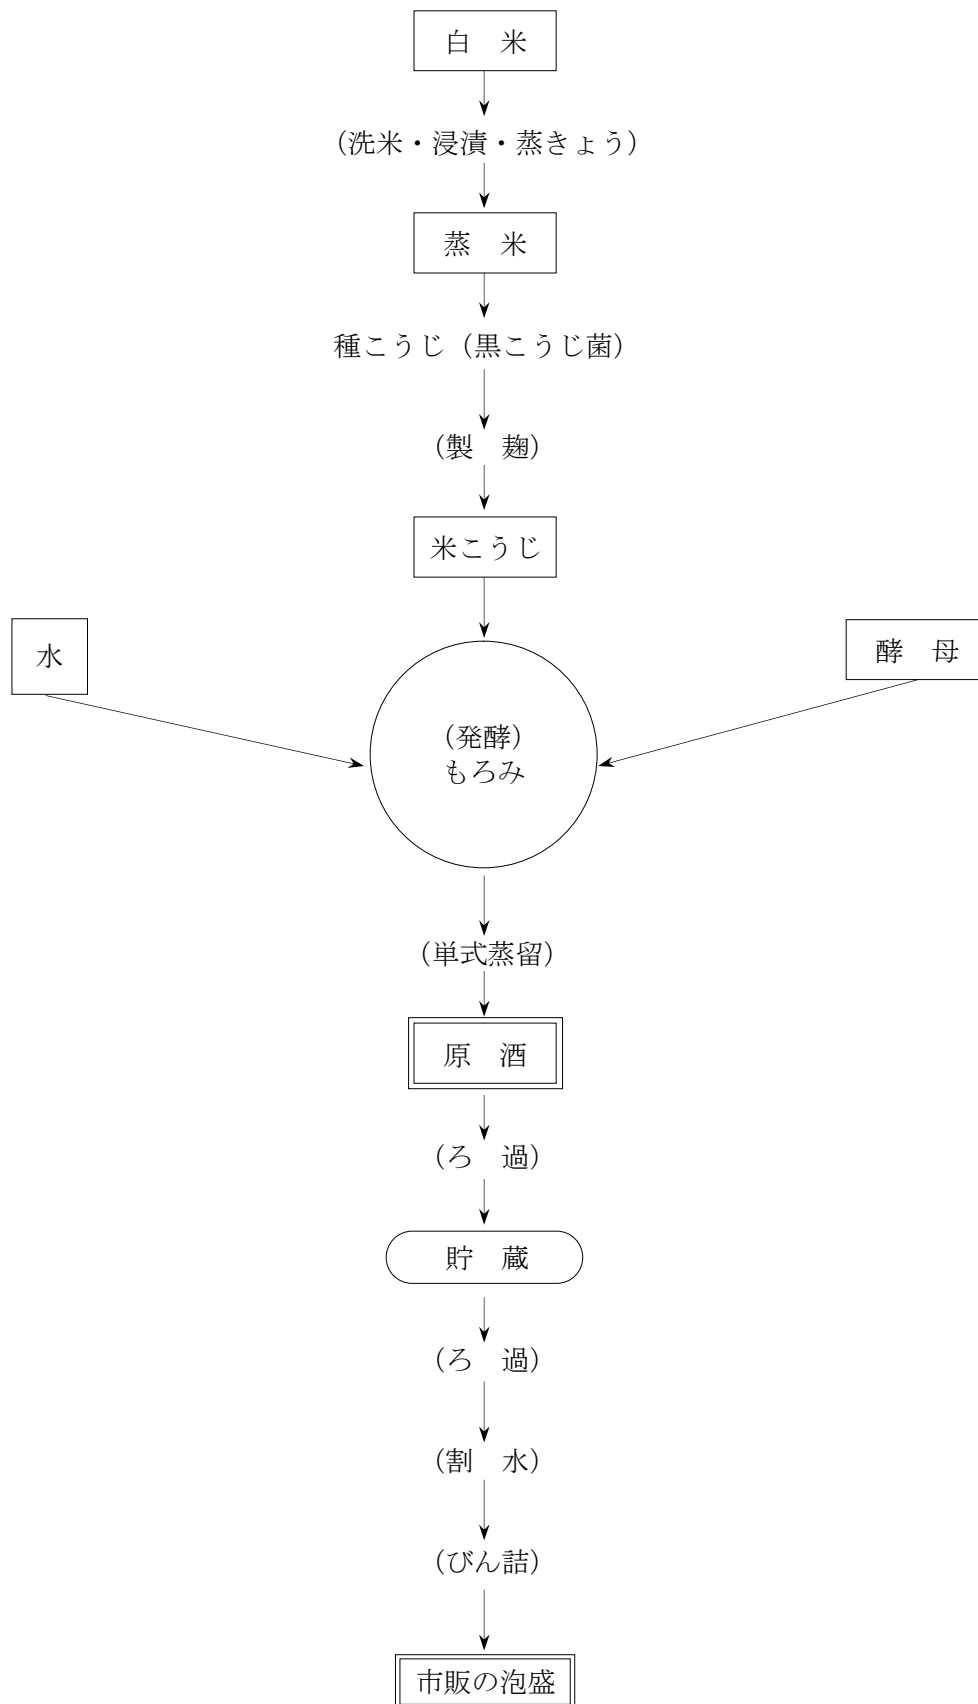 白　米
（洗米・浸漬・蒸きょう）
蒸　米
種こうじ（黒こうじ菌）
（製　麹）
米こうじ
水
酵　母
（発酵）
もろみ
（単式蒸留）
原　酒
（ろ　過）
貯　蔵
（ろ　過）
（割　水）
（びん詰）
市販の泡盛